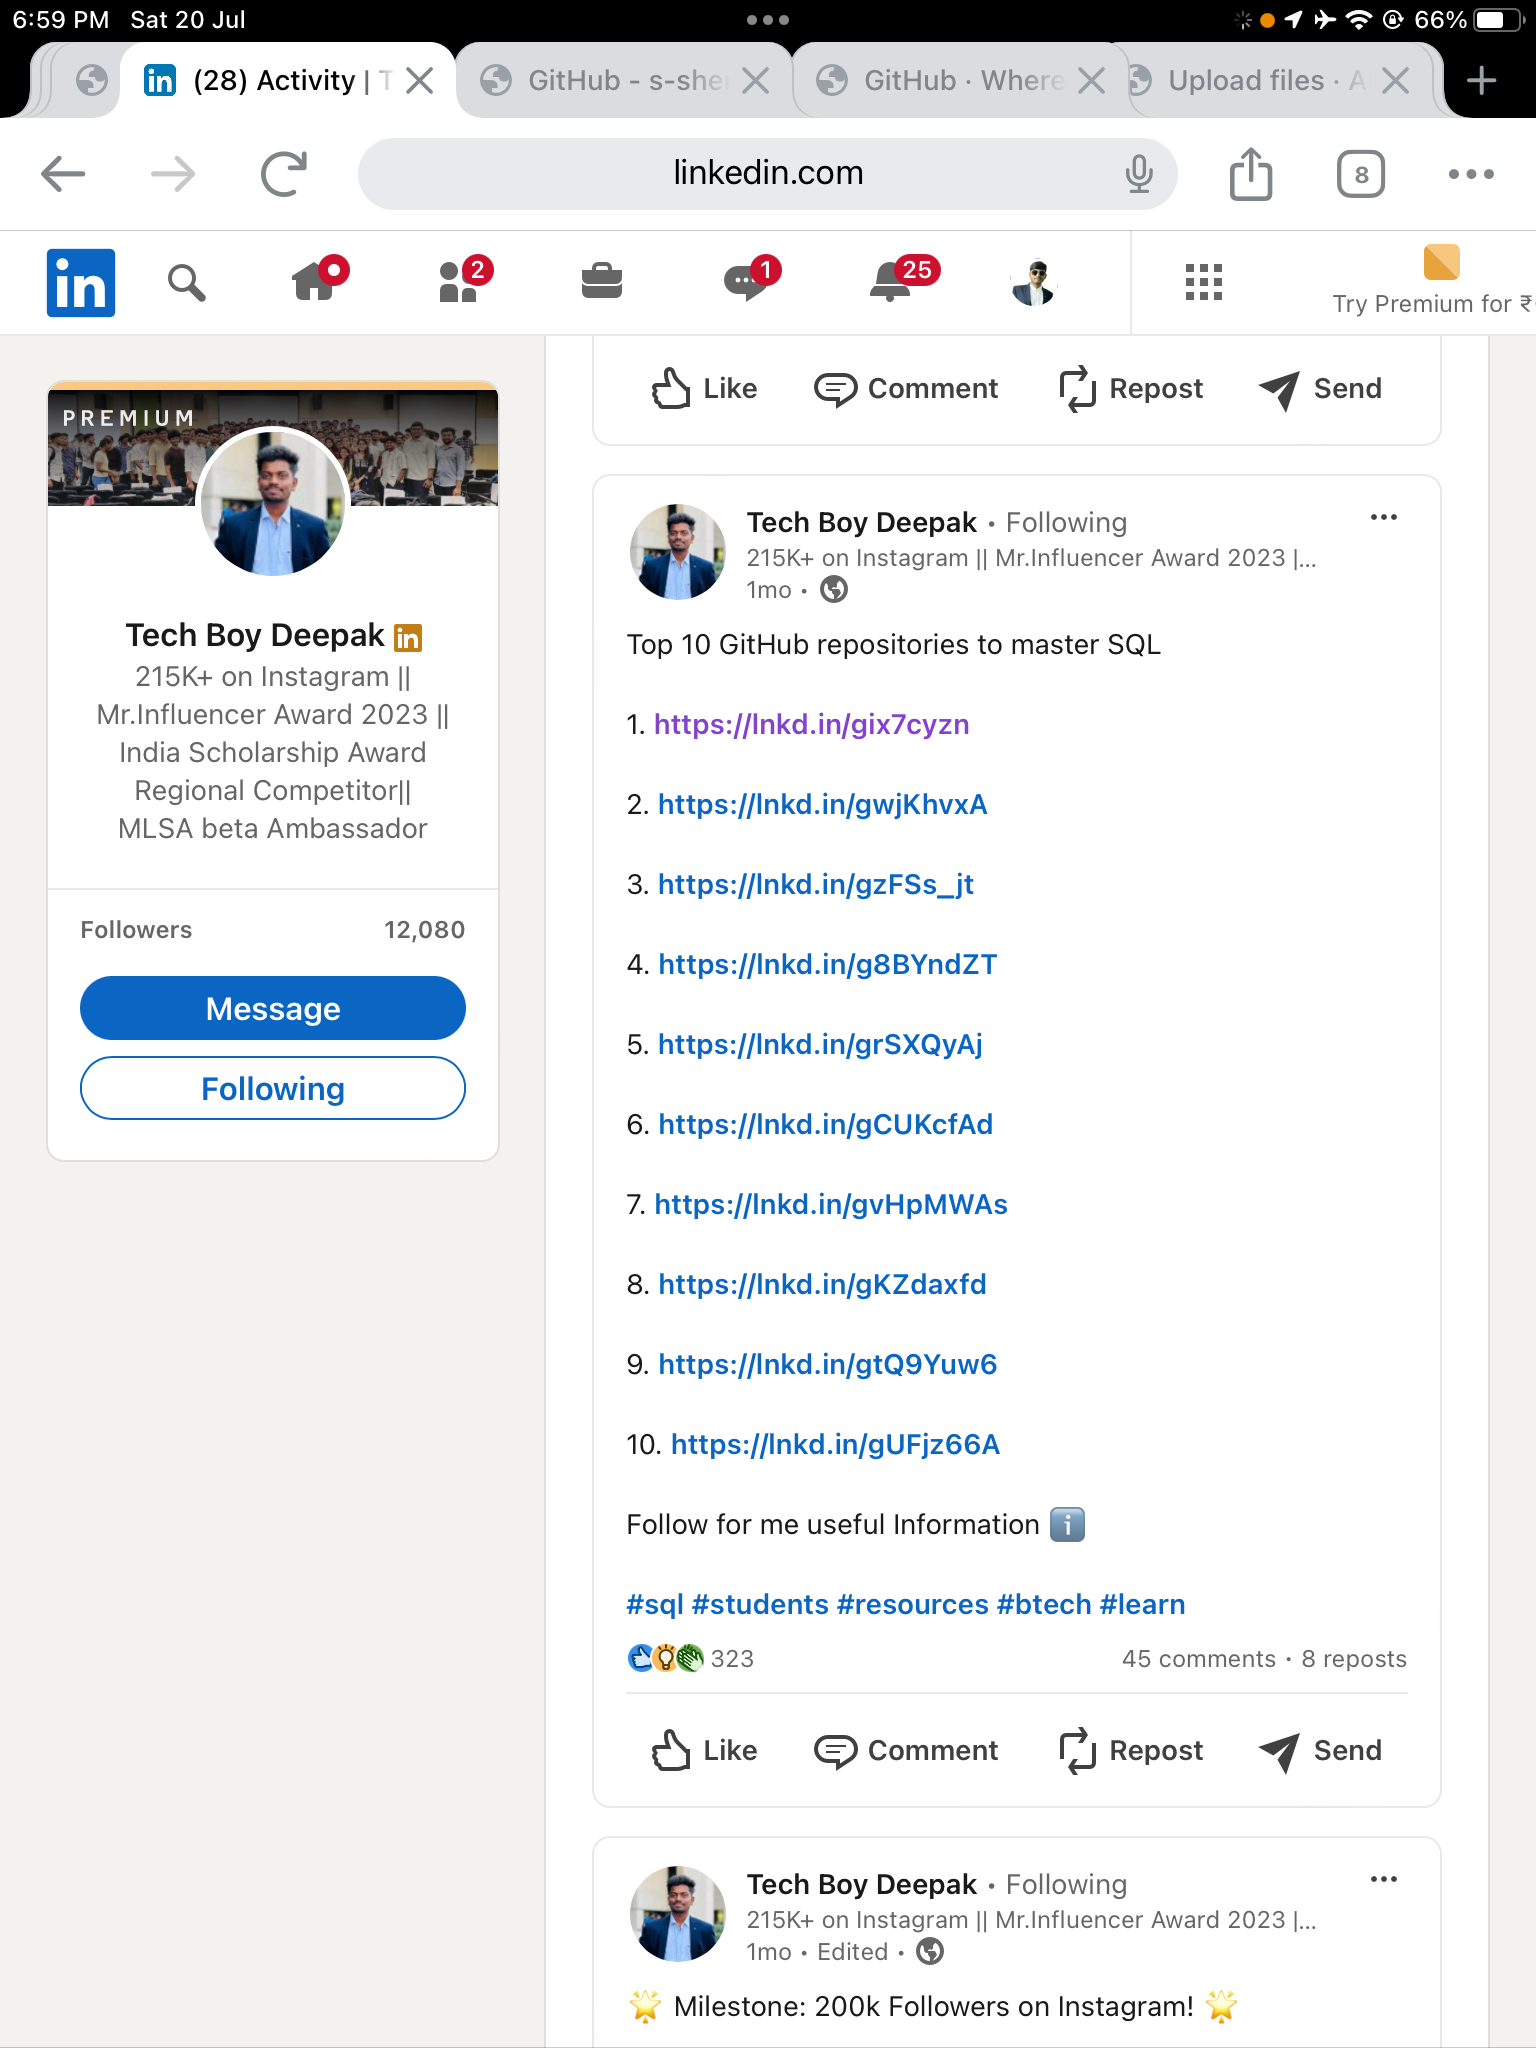 6:59 PM Sat 20 Jul
66%
(28) Activity | T
GitHub - s-she
GitHub · Where
Upload files · A
linkedin.com
8
in
2
1
25
Try Premium for ₹
Like Comment Repost Send
PREMIUM
Tech Boy Deepak in
215K+ on Instagram ||
Mr.Influencer Award 2023 ||
India Scholarship Award
Regional Competitor||
MLSA beta Ambassador
Followers 12,080
Message
Following
Tech Boy Deepak • Following
215K+ on Instagram || Mr.Influencer Award 2023 |...
1mo •
Top 10 GitHub repositories to master SQL
1. https://lnkd.in/gix7cyzn
2. https://lnkd.in/gwjKhvxA
3. https://lnkd.in/gzFSs_jt
4. https://lnkd.in/g8BYndZT
5. https://lnkd.in/grSXQyAj
6. https://lnkd.in/gCUKcfAd
7. https://lnkd.in/gvHpMWAs
8. https://lnkd.in/gKZdaxfd
9. https://lnkd.in/gtQ9Yuw6
10. https://lnkd.in/gUFjz66A
Follow for me useful Information ℹ️
#sql #students #resources #btech #learn
323
45 comments • 8 reposts
Like Comment Repost Send
Tech Boy Deepak • Following
215K+ on Instagram || Mr.Influencer Award 2023 |...
1mo • Edited •
🌟 Milestone: 200k Followers on Instagram! 🌟